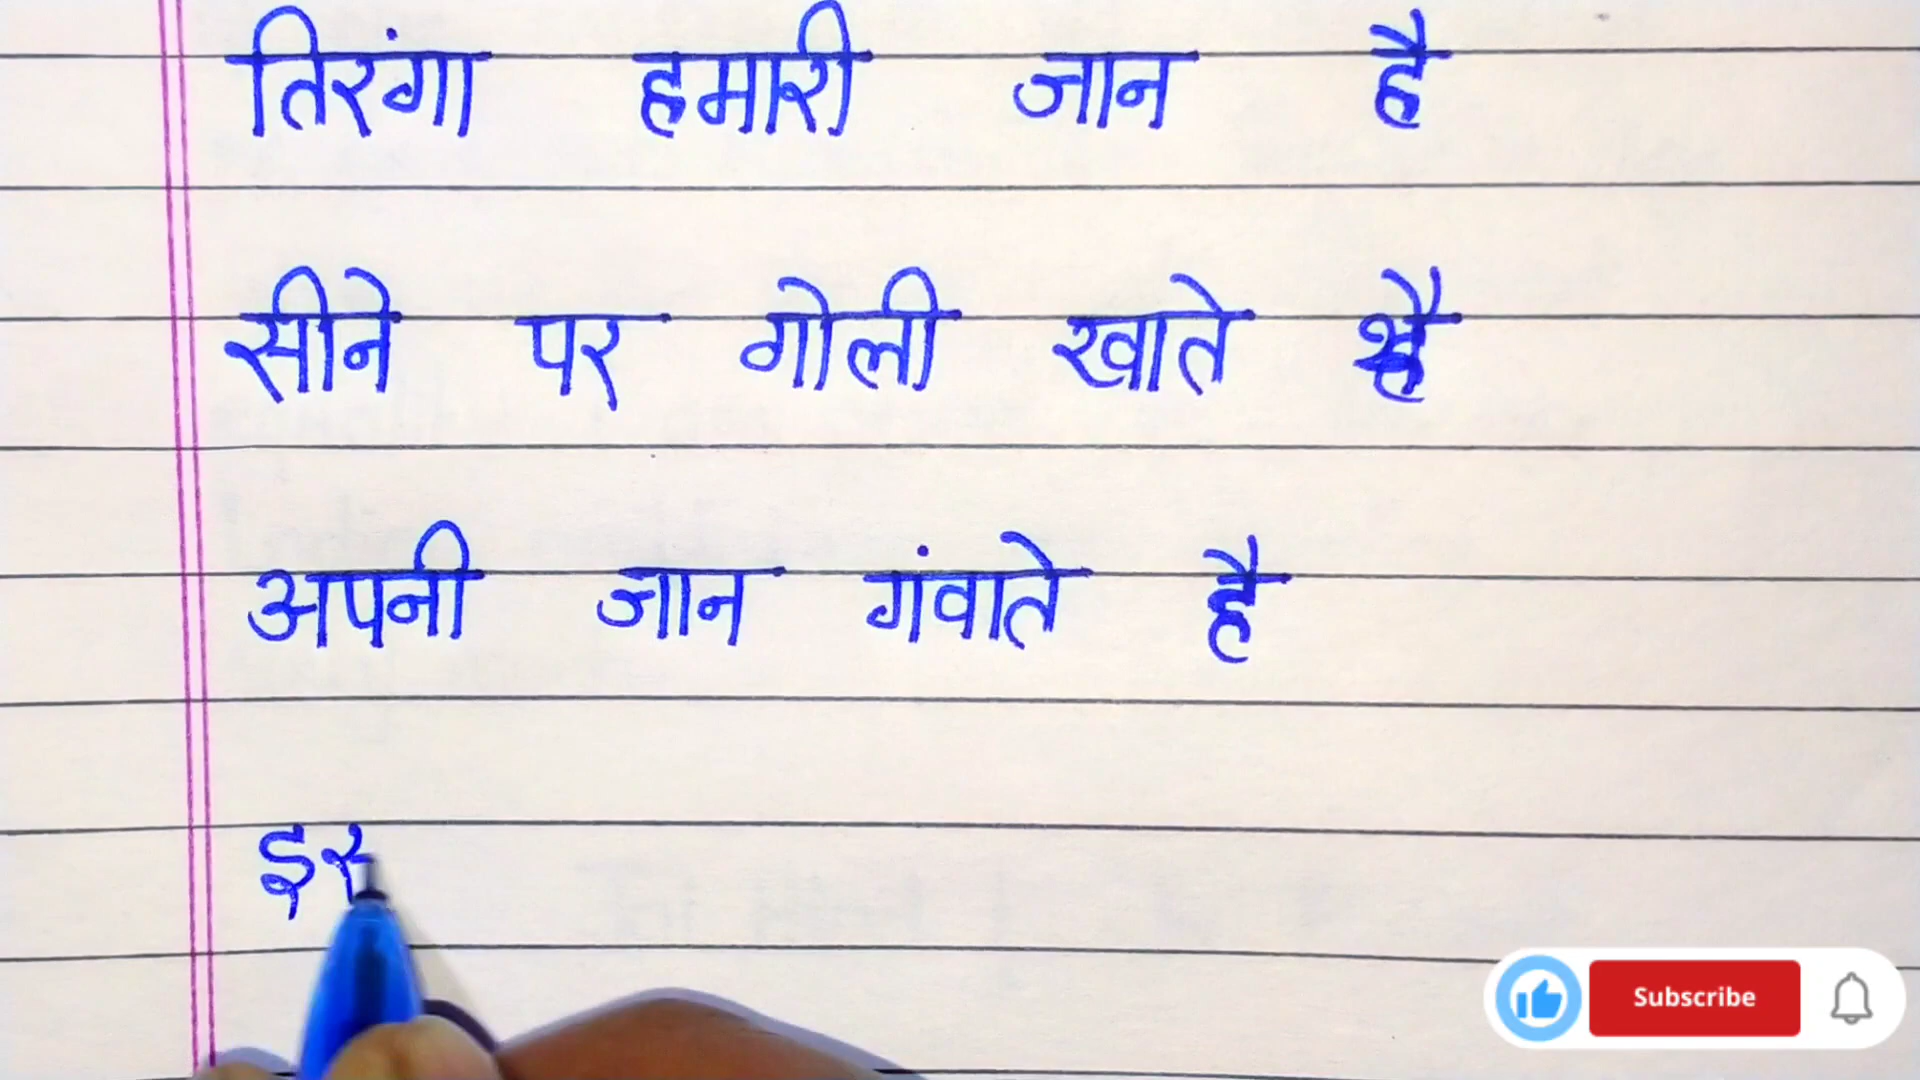 तिरंगा हमारी जान है
सीने पर गोली खाते है
अपनी जान गंवाते है
Subscribe